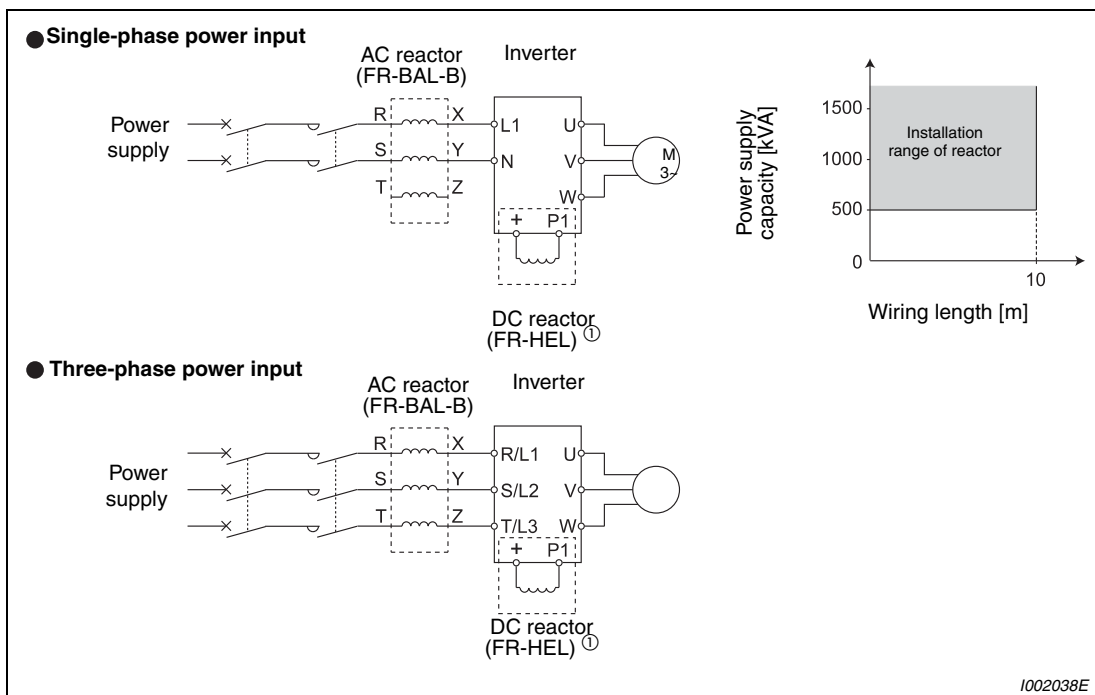 ● Single-phase power input
AC reactor
(FR-BAL-B)
Inverter
Power
supply
R X
S Y
T Z
L1 U
N V
W
+ P1
M
3~
DC reactor
(FR-HEL) ①
Power supply
capacity [kVA]
1500
1000
500
0
Installation
range of reactor
10
Wiring length [m]
● Three-phase power input
AC reactor
(FR-BAL-B)
Inverter
Power
supply
R X
S Y
T Z
R/L1 U
S/L2 V
T/L3 W
+ P1
DC reactor
(FR-HEL) ①
I002038E